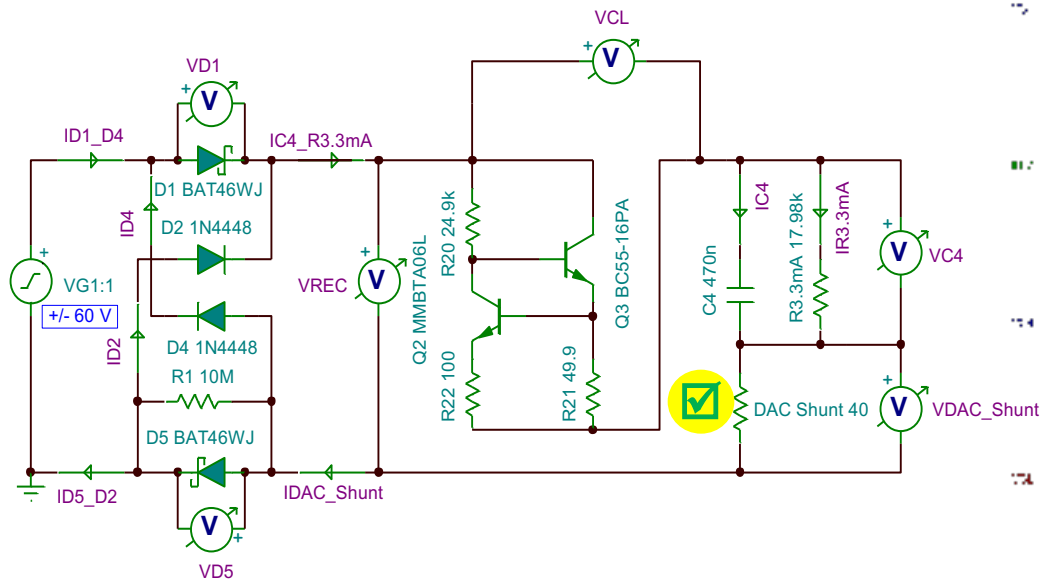 VCL
+
V
VD1
+
V
ID1_D4
IC4_R3.3mA
D1 BAT46WJ
ID4
D2 1N4448
R20 24.9k
Q3 BC55-16PA
IC4
IR3.3mA
+
VG1:1
+/- 60 V
VREC
+
V
Q2 MMBTA06L
C4 470n
R3.3mA 17.98k
+
V
VC4
ID2
D4 1N4448
R1 10M
R22 100
R21 49.9
DAC Shunt 40
+
V
VDAC_Shunt
D5 BAT46WJ
ID5_D2
IDAC_Shunt
V
+
VD5